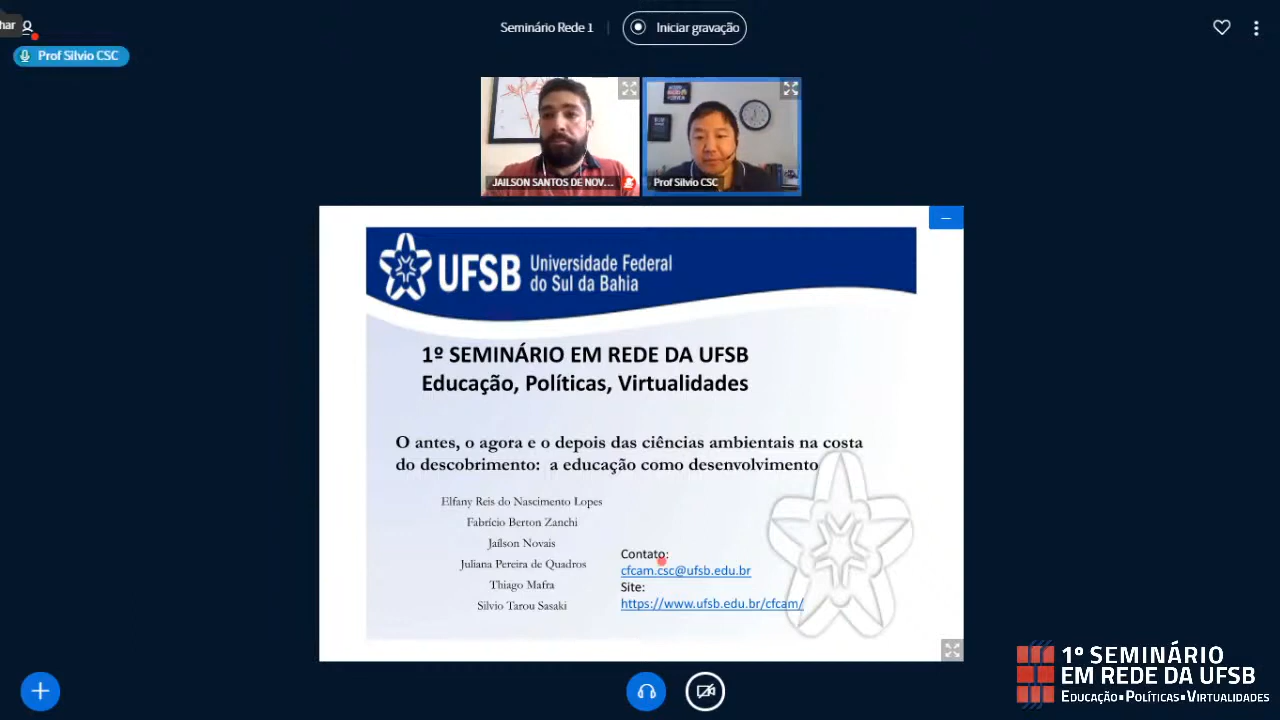 har
Seminário Rede 1
Iniciar gravação
Prof Silvio CSC
JAILSON SANTOS DE NOV...
Prof Silvio CSC
UFSB
Universidade Federal
do Sul da Bahia
1º SEMINÁRIO EM REDE DA UFSB
Educação, Políticas, Virtualidades
O antes, o agora e o depois das ciências ambientais na costa
do descobrimento: a educação como desenvolvimento
Elfany Reis do Nascimento Lopes
Fabrício Berton Zanchi
Jaílson Novais
Juliana Pereira de Quadros
Thiago Mafra
Silvio Tarou Sasaki
Contato:
cfcam.csc@ufsb.edu.br
Site:
https://www.ufsb.edu.br/cfcam/
1º SEMINÁRIO
EM REDE DA UFSB
EDUCAÇÃO▪POLÍTICAS▪VIRTUALIDADES